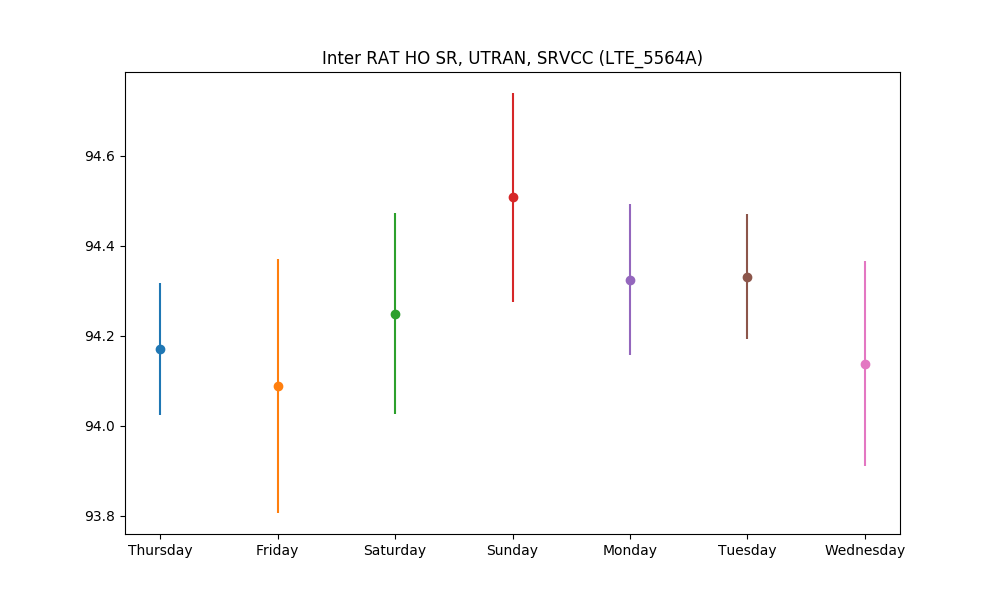 Inter RAT HO SR, UTRAN, SRVCC (LTE_5564A)
94.6
94.4
94.2
94.0
93.8
Thursday Friday Saturday Sunday Monday Tuesday Wednesday